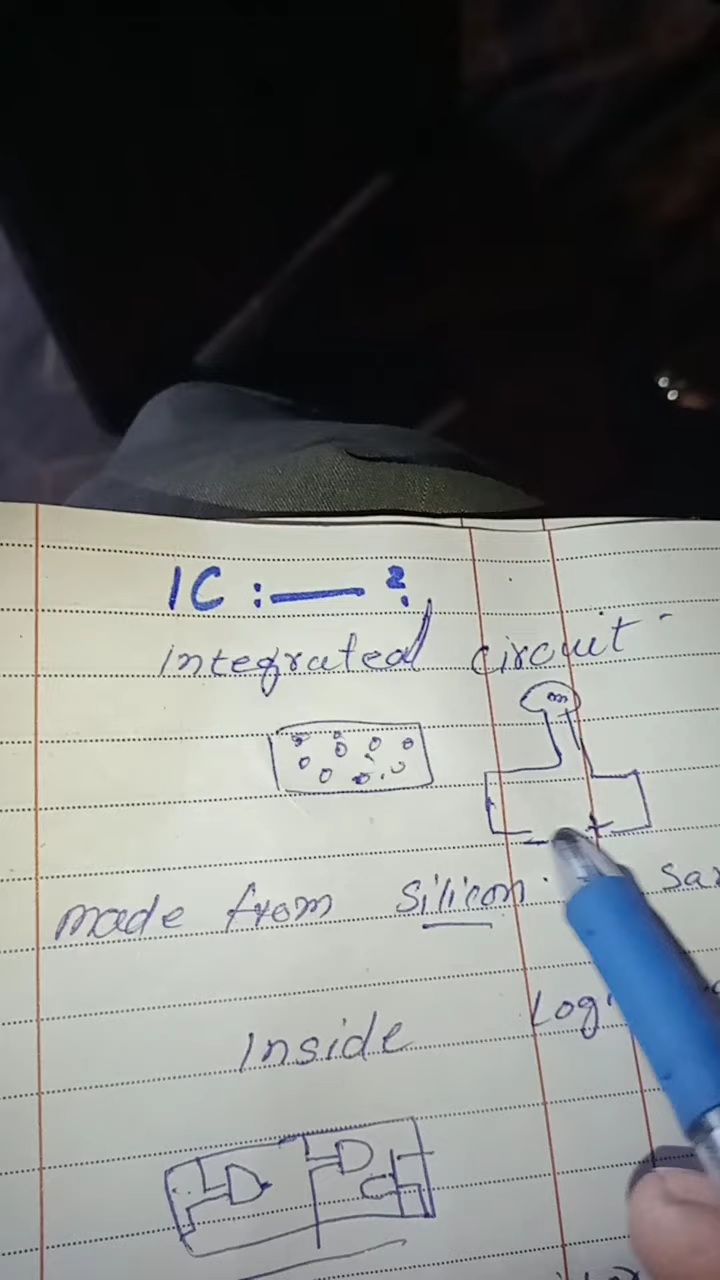 IC :— ?
integrated circuit
made from Silicon.
Inside